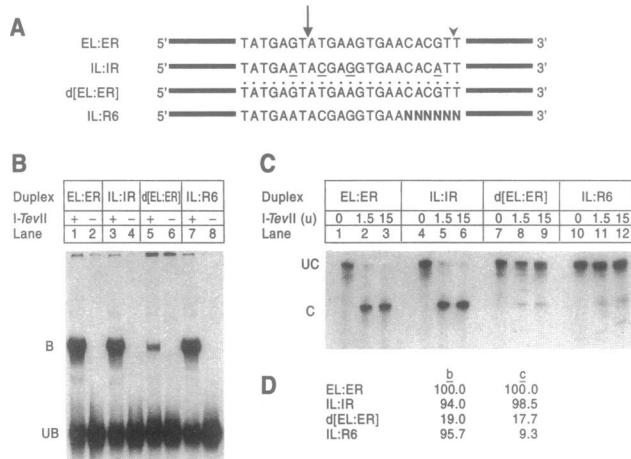 A
EL:ER 5' TATGAGTATGAAGTGAACACGTT 3'
IL:IR 5' TATGAATACGAGGTGAACACATT 3'
d[EL:ER] 5' TATGAGTATGAAGTGAACACGTT 3'
IL:R6 5' TATGAATACGAGGTGAANNNNNN 3'
B
Duplex EL:ER IL:IR d[EL:ER] IL:R6
I-TevII + − + − + − + −
Lane 1 2 3 4 5 6 7 8
B
UB
C
Duplex EL:ER IL:IR d[EL:ER] IL:R6
I-TevII (u) 0 1.5 15 0 1.5 15 0 1.5 15 0 1.5 15
Lane 1 2 3 4 5 6 7 8 9 10 11 12
UC
C
D
b c
EL:ER 100.0 100.0
IL:IR 94.0 98.5
d[EL:ER] 19.0 17.7
IL:R6 95.7 9.3